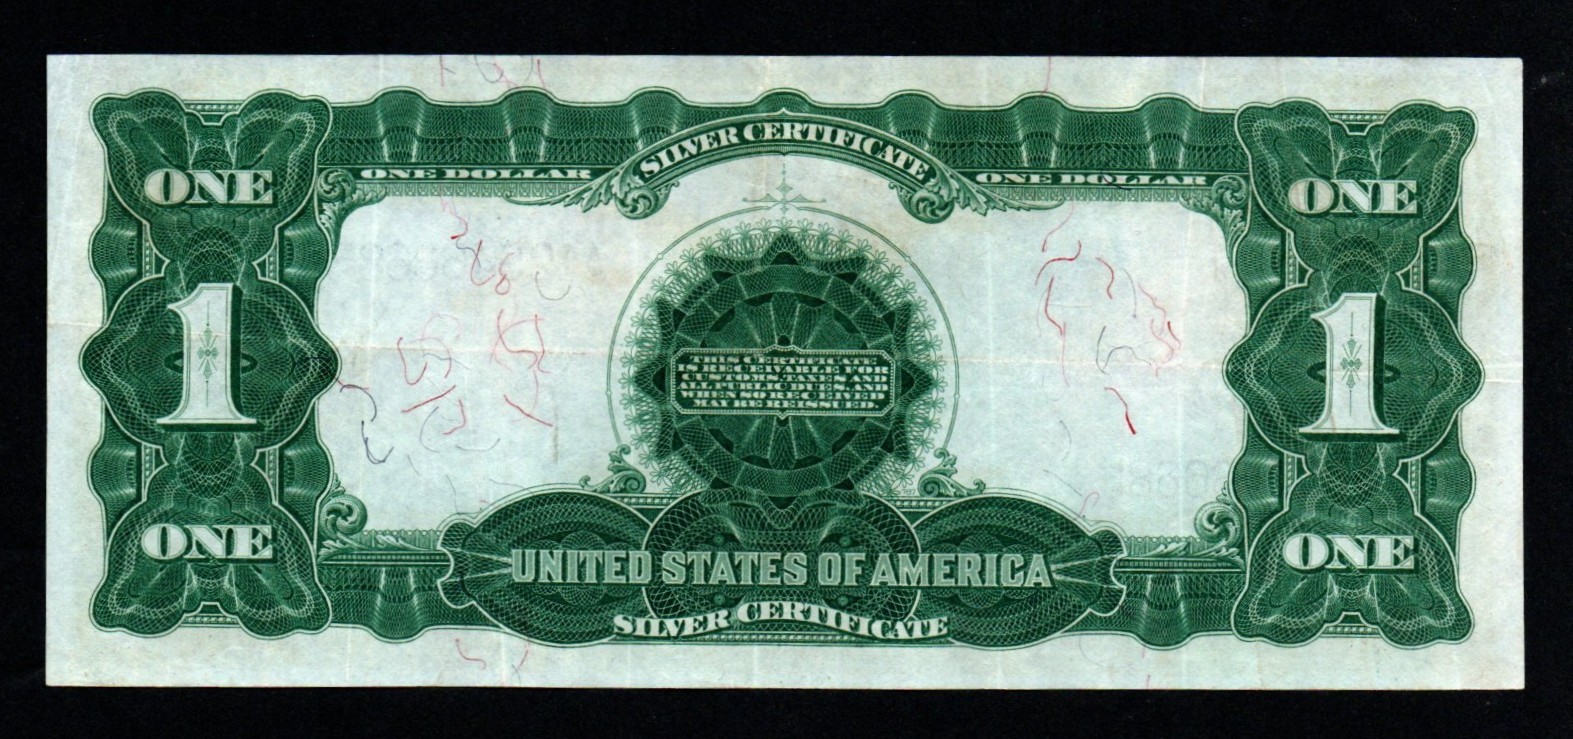 SILVER CERTIFICATE
ONE DOLLAR
ONE DOLLAR
ONE
ONE
1
1
THIS CERTIFICATE
IS RECEIVABLE FOR
CUSTOMS, TAXES, AND
ALL PUBLIC DUES, AND
WHEN SO RECEIVED
MAY BE REISSUED.
ONE
ONE
UNITED STATES OF AMERICA
SILVER CERTIFICATE